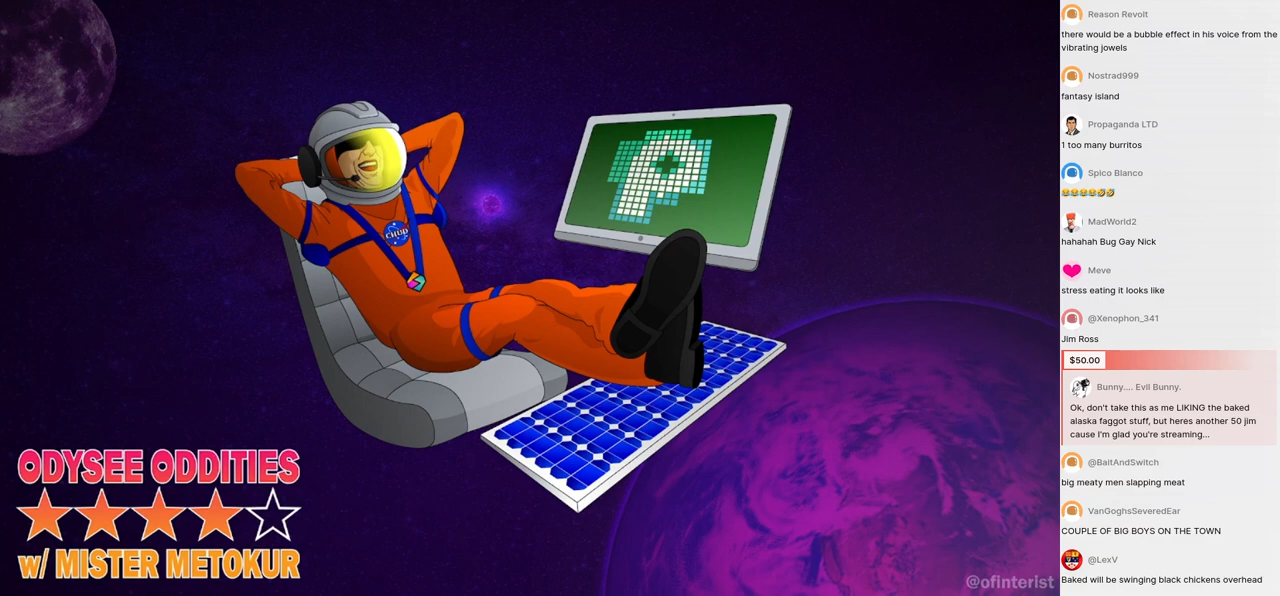 CHUD
ODYSEE ODDITIES
w/ MISTER METOKUR
@ofinterist
Reason Revolt
there would be a bubble effect in his voice from the
vibrating jowels
Nostrad999
fantasy island
Propaganda LTD
1 too many burritos
Spico Blanco
😂😂😂😂🤣🤣
MadWorld2
hahahah Bug Gay Nick
Meve
stress eating it looks like
@Xenophon_341
Jim Ross
$50.00
Bunny.... Evil Bunny.
Ok, don't take this as me LIKING the baked
alaska faggot stuff, but heres another 50 jim
cause I'm glad you're streaming...
@BaitAndSwitch
big meaty men slapping meat
VanGoghsSeveredEar
COUPLE OF BIG BOYS ON THE TOWN
@LexV
Baked will be swinging black chickens overhead